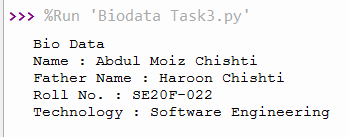 >>> %Run 'Biodata Task3.py'
Bio Data
Name : Abdul Moiz Chishti
Father Name : Haroon Chishti
Roll No. : SE20F-022
Technology : Software Engineering